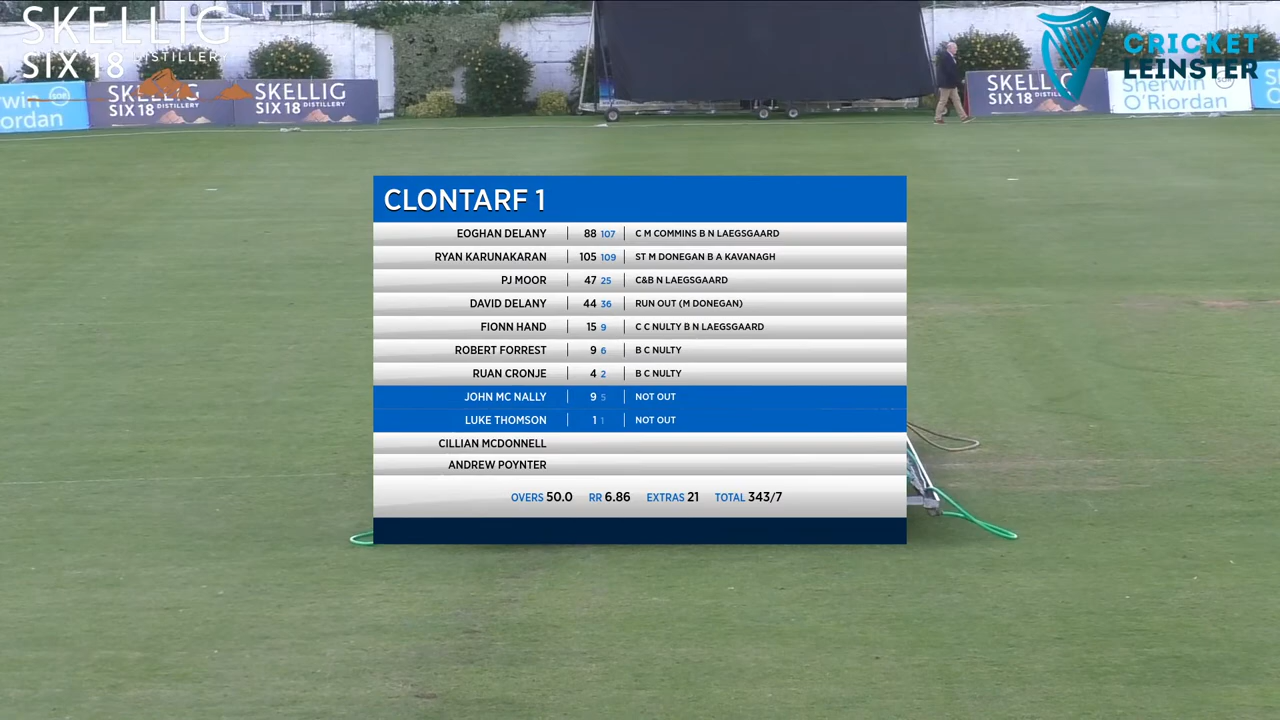 SKELLIG
SIX 18 DISTILLERY
CRICKET
LEINSTER
erwin
ordan
SKELLIG
SIX 18 DISTILLERY
SKELLIG
SIX 18 DISTILLERY
SKELLIG
SIX 18 DISTILLERY
Sherwin
O'Riordan
CLONTARF 1
EOGHAN DELANY 88 107 C M COMMINS B N LAEGSGAARD
RYAN KARUNAKARAN 105 109 ST M DONEGAN B A KAVANAGH
PJ MOOR 47 25 C&B N LAEGSGAARD
DAVID DELANY 44 36 RUN OUT (M DONEGAN)
FIONN HAND 15 9 C C NULTY B N LAEGSGAARD
ROBERT FORREST 9 6 B C NULTY
RUAN CRONJE 4 2 B C NULTY
JOHN MC NALLY 9 5 NOT OUT
LUKE THOMSON 1 1 NOT OUT
CILLIAN MCDONNELL
ANDREW POYNTER
OVERS 50.0 RR 6.86 EXTRAS 21 TOTAL 343/7